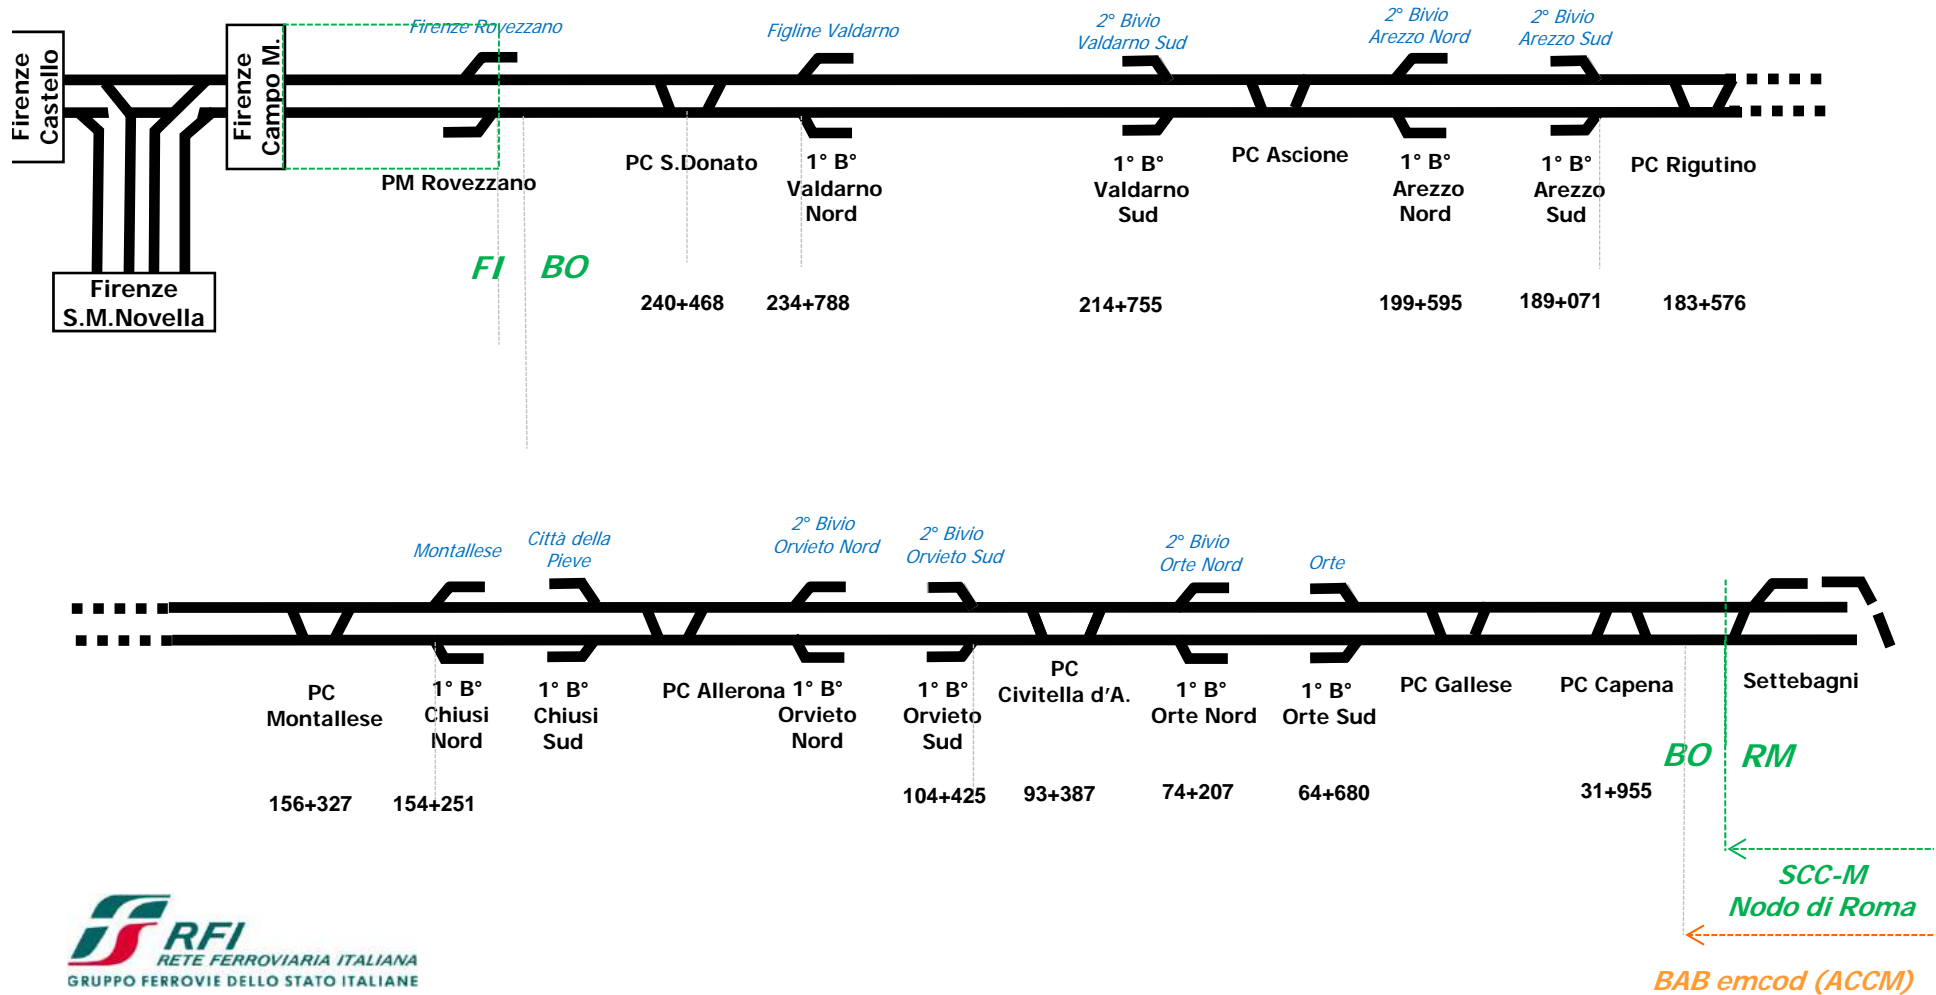 Firenze
Castello
Firenze
Campo M.
Firenze Rovezzano
Figline Valdarno
2° Bivio
Valdarno Sud
2° Bivio
Arezzo Nord
2° Bivio
Arezzo Sud
PM Rovezzano
PC S.Donato
1° B°
Valdarno
Nord
1° B°
Valdarno
Sud
PC Ascione
1° B°
Arezzo
Nord
1° B°
Arezzo
Sud
PC Rigutino
Firenze
S.M.Novella
FI
BO
240+468
234+788
214+755
199+595
189+071
183+576
Montallese
Città della
Pieve
2° Bivio
Orvieto Nord
2° Bivio
Orvieto Sud
2° Bivio
Orte Nord
Orte
PC
Montallese
1° B°
Chiusi
Nord
1° B°
Chiusi
Sud
PC Allerona
1° B°
Orvieto
Nord
1° B°
Orvieto
Sud
PC
Civitella d'A.
1° B°
Orte Nord
1° B°
Orte Sud
PC Gallese
PC Capena
Settebagni
BO
RM
156+327
154+251
104+425
93+387
74+207
64+680
31+955
SCC-M
Nodo di Roma
BAB emcod (ACCM)
RFI
RETE FERROVIARIA ITALIANA
GRUPPO FERROVIE DELLO STATO ITALIANE